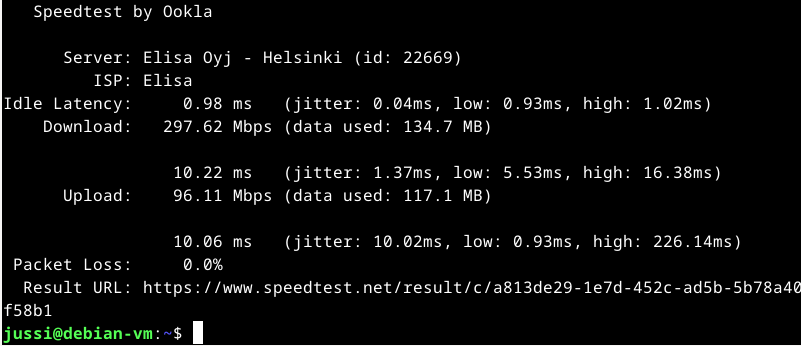 Speedtest by Ookla
Server: Elisa Oyj - Helsinki (id: 22669)
ISP: Elisa
Idle Latency: 0.98 ms (jitter: 0.04ms, low: 0.93ms, high: 1.02ms)
Download: 297.62 Mbps (data used: 134.7 MB)
10.22 ms (jitter: 1.37ms, low: 5.53ms, high: 16.38ms)
Upload: 96.11 Mbps (data used: 117.1 MB)
10.06 ms (jitter: 10.02ms, low: 0.93ms, high: 226.14ms)
Packet Loss: 0.0%
Result URL: https://www.speedtest.net/result/c/a813de29-1e7d-452c-ad5b-5b78a40
f58b1
jussi@debian-vm:~$